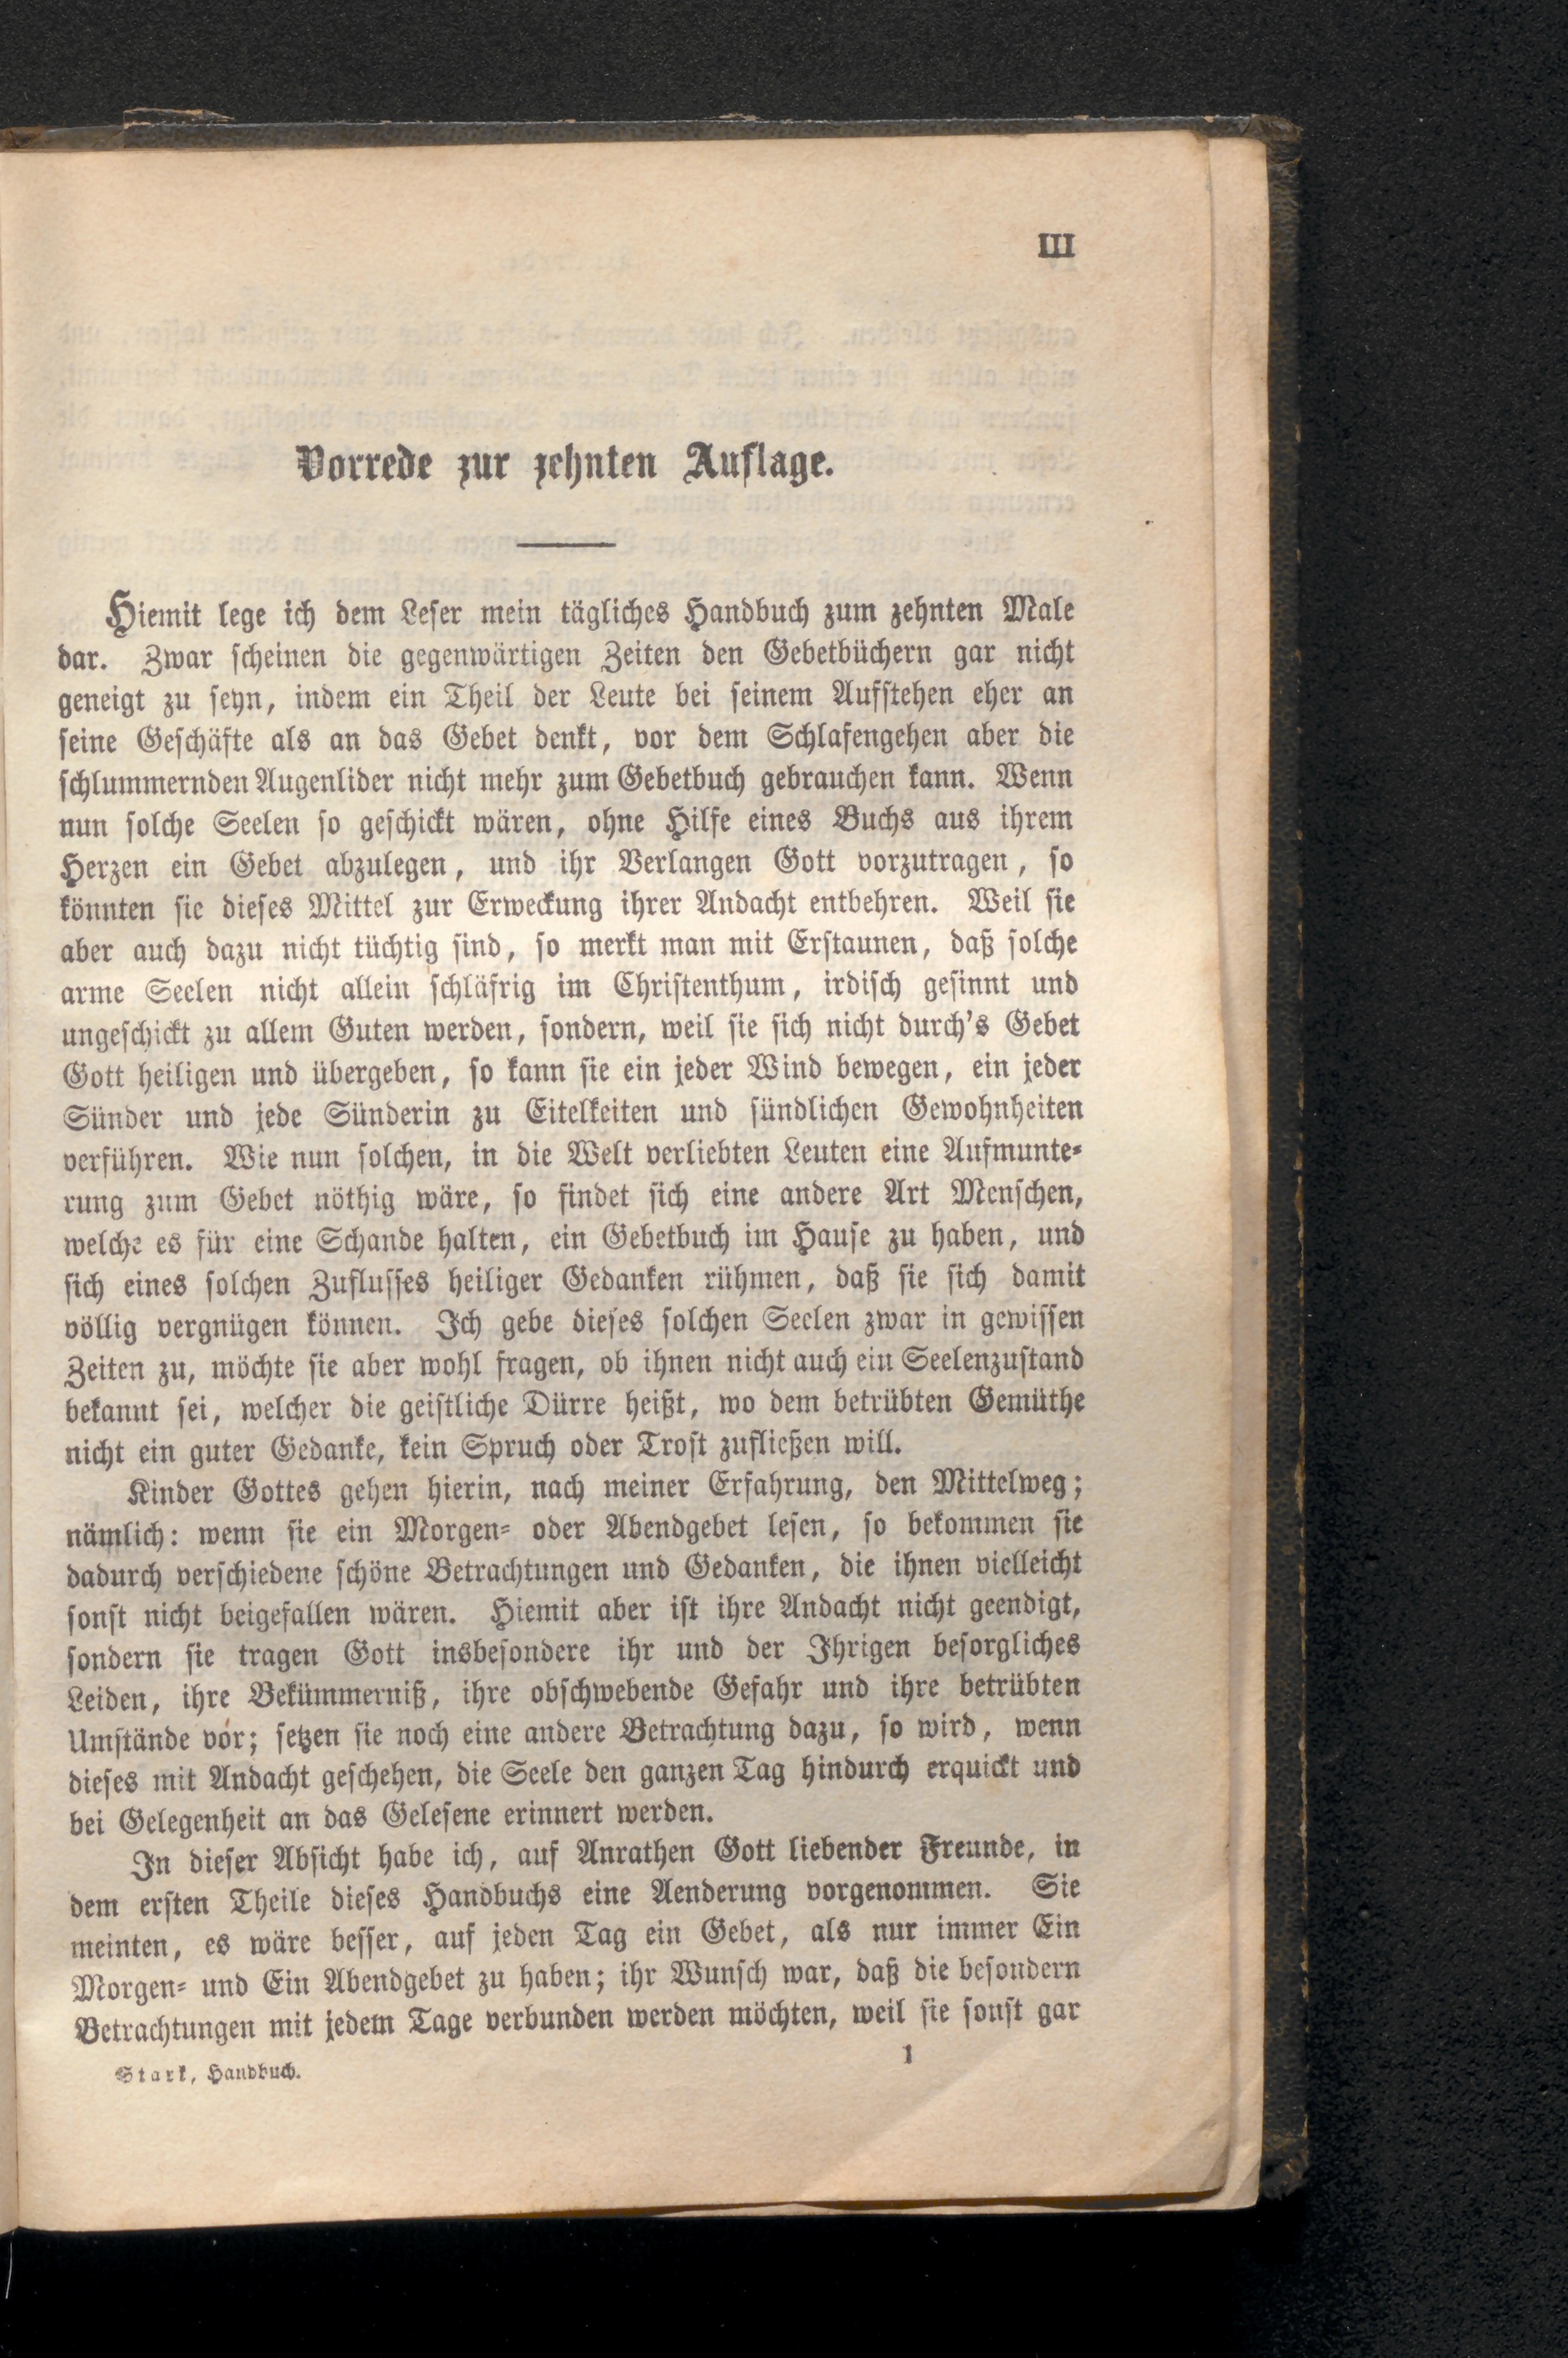 III
Vorrede zur zehnten Auflage.
Hiemit lege ich dem Leser mein tägliches Handbuch zum zehnten Male
dar. Zwar scheinen die gegenwärtigen Zeiten den Gebetbüchern gar nicht
geneigt zu seyn, indem ein Theil der Leute bei seinem Aufstehen eher an
seine Geschäfte als an das Gebet denkt, vor dem Schlafengehen aber die
schlummernden Augenlider nicht mehr zum Gebetbuch gebrauchen kann. Wenn
nun solche Seelen so geschickt wären, ohne Hilfe eines Buchs aus ihrem
Herzen ein Gebet abzulegen, und ihr Verlangen Gott vorzutragen, so
könnten sie dieses Mittel zur Erweckung ihrer Andacht entbehren. Weil sie
aber auch dazu nicht tüchtig sind, so merkt man mit Erstaunen, daß solche
arme Seelen nicht allein schläfrig im Christenthum, irdisch gesinnt und
ungeschickt zu allem Guten werden, sondern, weil sie sich nicht durch's Gebet
Gott heiligen und übergeben, so kann sie ein jeder Wind bewegen, ein jeder
Sünder und jede Sünderin zu Eitelkeiten und sündlichen Gewohnheiten
verführen. Wie nun solchen, in die Welt verliebten Leuten eine Aufmunte-
rung zum Gebet nöthig wäre, so findet sich eine andere Art Menschen,
welche es für eine Schande halten, ein Gebetbuch im Hause zu haben, und
sich eines solchen Zuflusses heiliger Gedanken rühmen, daß sie sich damit
völlig vergnügen können. Ich gebe dieses solchen Seelen zwar in gewissen
Zeiten zu, möchte sie aber wohl fragen, ob ihnen nicht auch ein Seelenzustand
bekannt sei, welcher die geistliche Dürre heißt, wo dem betrübten Gemüthe
nicht ein guter Gedanke, kein Spruch oder Trost zufließen will.
Kinder Gottes gehen hierin, nach meiner Erfahrung, den Mittelweg;
nämlich: wenn sie ein Morgen- oder Abendgebet lesen, so bekommen sie
dadurch verschiedene schöne Betrachtungen und Gedanken, die ihnen vielleicht
sonst nicht beigefallen wären. Hiemit aber ist ihre Andacht nicht geendigt,
sondern sie tragen Gott insbesondere ihr und der Ihrigen besorgliches
Leiden, ihre Bekümmerniß, ihre obschwebende Gefahr und ihre betrübten
Umstände vor; setzen sie noch eine andere Betrachtung dazu, so wird, wenn
dieses mit Andacht geschehen, die Seele den ganzen Tag hindurch erquickt und
bei Gelegenheit an das Gelesene erinnert werden.
In dieser Absicht habe ich, auf Anrathen Gott liebender Freunde, in
dem ersten Theile dieses Handbuchs eine Aenderung vorgenommen. Sie
meinten, es wäre besser, auf jeden Tag ein Gebet, als nur immer Ein
Morgen- und Ein Abendgebet zu haben; ihr Wunsch war, daß die besondern
Betrachtungen mit jedem Tage verbunden werden möchten, weil sie sonst gar
Stark, Handbuch. 1